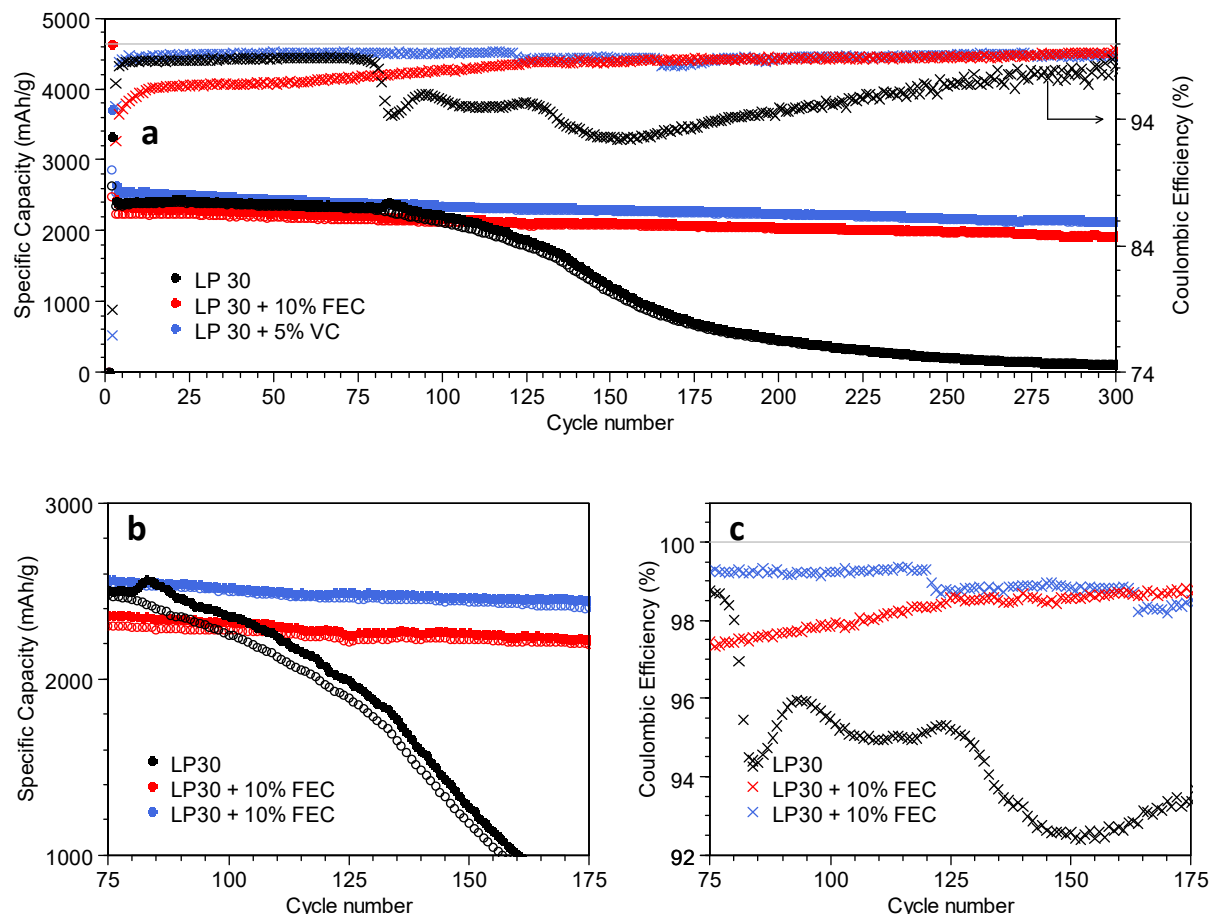 5000
4000
3000
2000
1000
0
Specific Capacity (mAh/g)
a
LP 30
LP 30 + 10% FEC
LP 30 + 5% VC
94
84
74
Coulombic Efficiency (%)
0 25 50 75 100 125 150 175 200 225 250 275 300
Cycle number
3000
2000
1000
Specific Capacity (mAh/g)
b
LP30
LP30 + 10% FEC
LP30 + 10% FEC
75 100 125 150 175
Cycle number
100
98
96
94
92
Coulombic Efficiency (%)
c
LP30
LP30 + 10% FEC
LP30 + 10% FEC
75 100 125 150 175
Cycle number